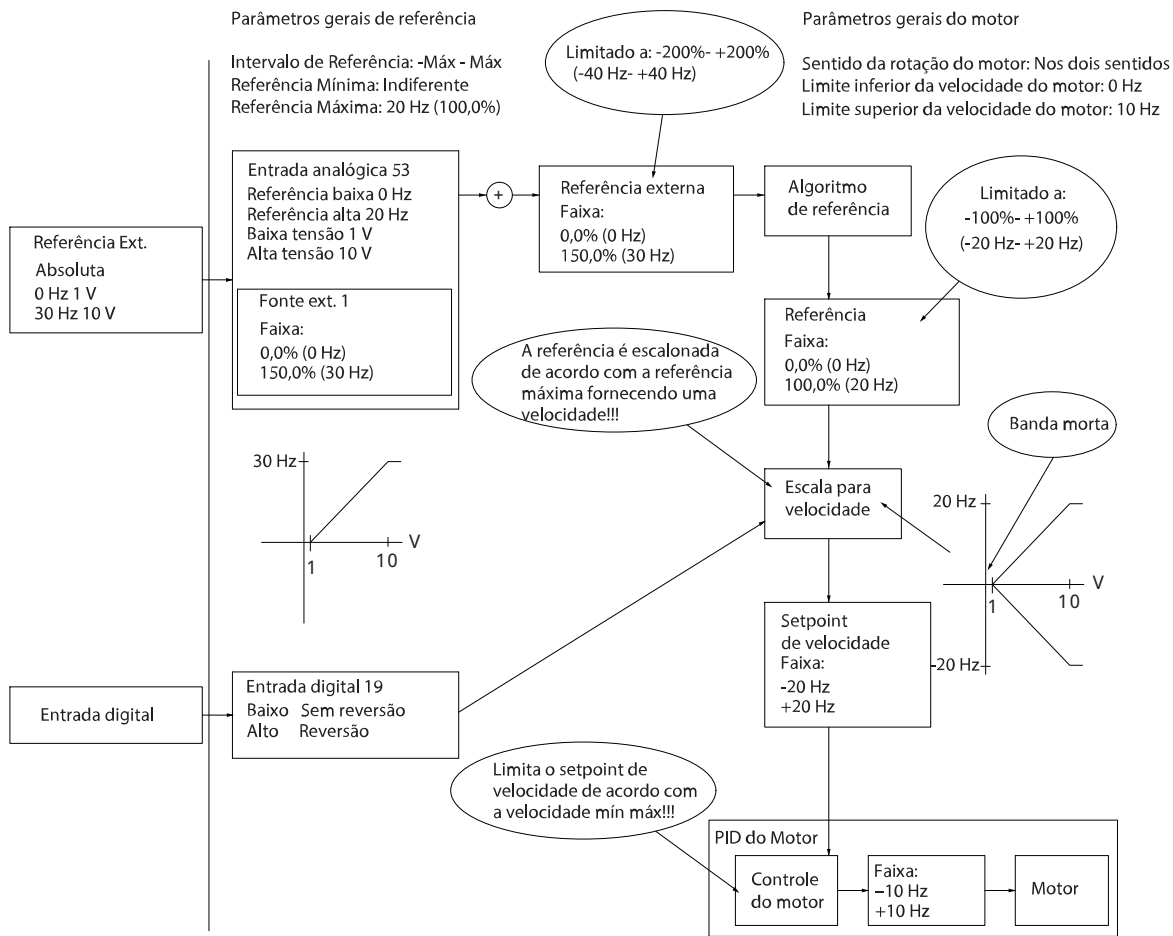 Parâmetros gerais de referência
Intervalo de Referência: -Máx - Máx
Referência Mínima: Indiferente
Referência Máxima: 20 Hz (100,0%)
Limitado a: -200%- +200%
(-40 Hz- +40 Hz)
Parâmetros gerais do motor
Sentido da rotação do motor: Nos dois sentidos
Limite inferior da velocidade do motor: 0 Hz
Limite superior da velocidade do motor: 10 Hz
Referência Ext.
Absoluta
0 Hz 1 V
30 Hz 10 V
Entrada analógica 53
Referência baixa 0 Hz
Referência alta 20 Hz
Baixa tensão 1 V
Alta tensão 10 V
Fonte ext. 1
Faixa:
0,0% (0 Hz)
150,0% (30 Hz)
+
Referência externa
Faixa:
0,0% (0 Hz)
150,0% (30 Hz)
Algoritmo
de referência
Limitado a:
-100%- +100%
(-20 Hz- +20 Hz)
Referência
Faixa:
0,0% (0 Hz)
100,0% (20 Hz)
A referência é escalonada
de acordo com a referência
máxima fornecendo uma
velocidade!!!
Banda morta
30 Hz
1
10
V
Escala para
velocidade
20 Hz
1
10
V
-20 Hz
Setpoint
de velocidade
Faixa:
-20 Hz
+20 Hz
Entrada digital
Entrada digital 19
Baixo Sem reversão
Alto Reversão
Limita o setpoint de
velocidade de acordo com
a velocidade mín máx!!!
PID do Motor
Controle
do motor
Faixa:
–10 Hz
+10 Hz
Motor